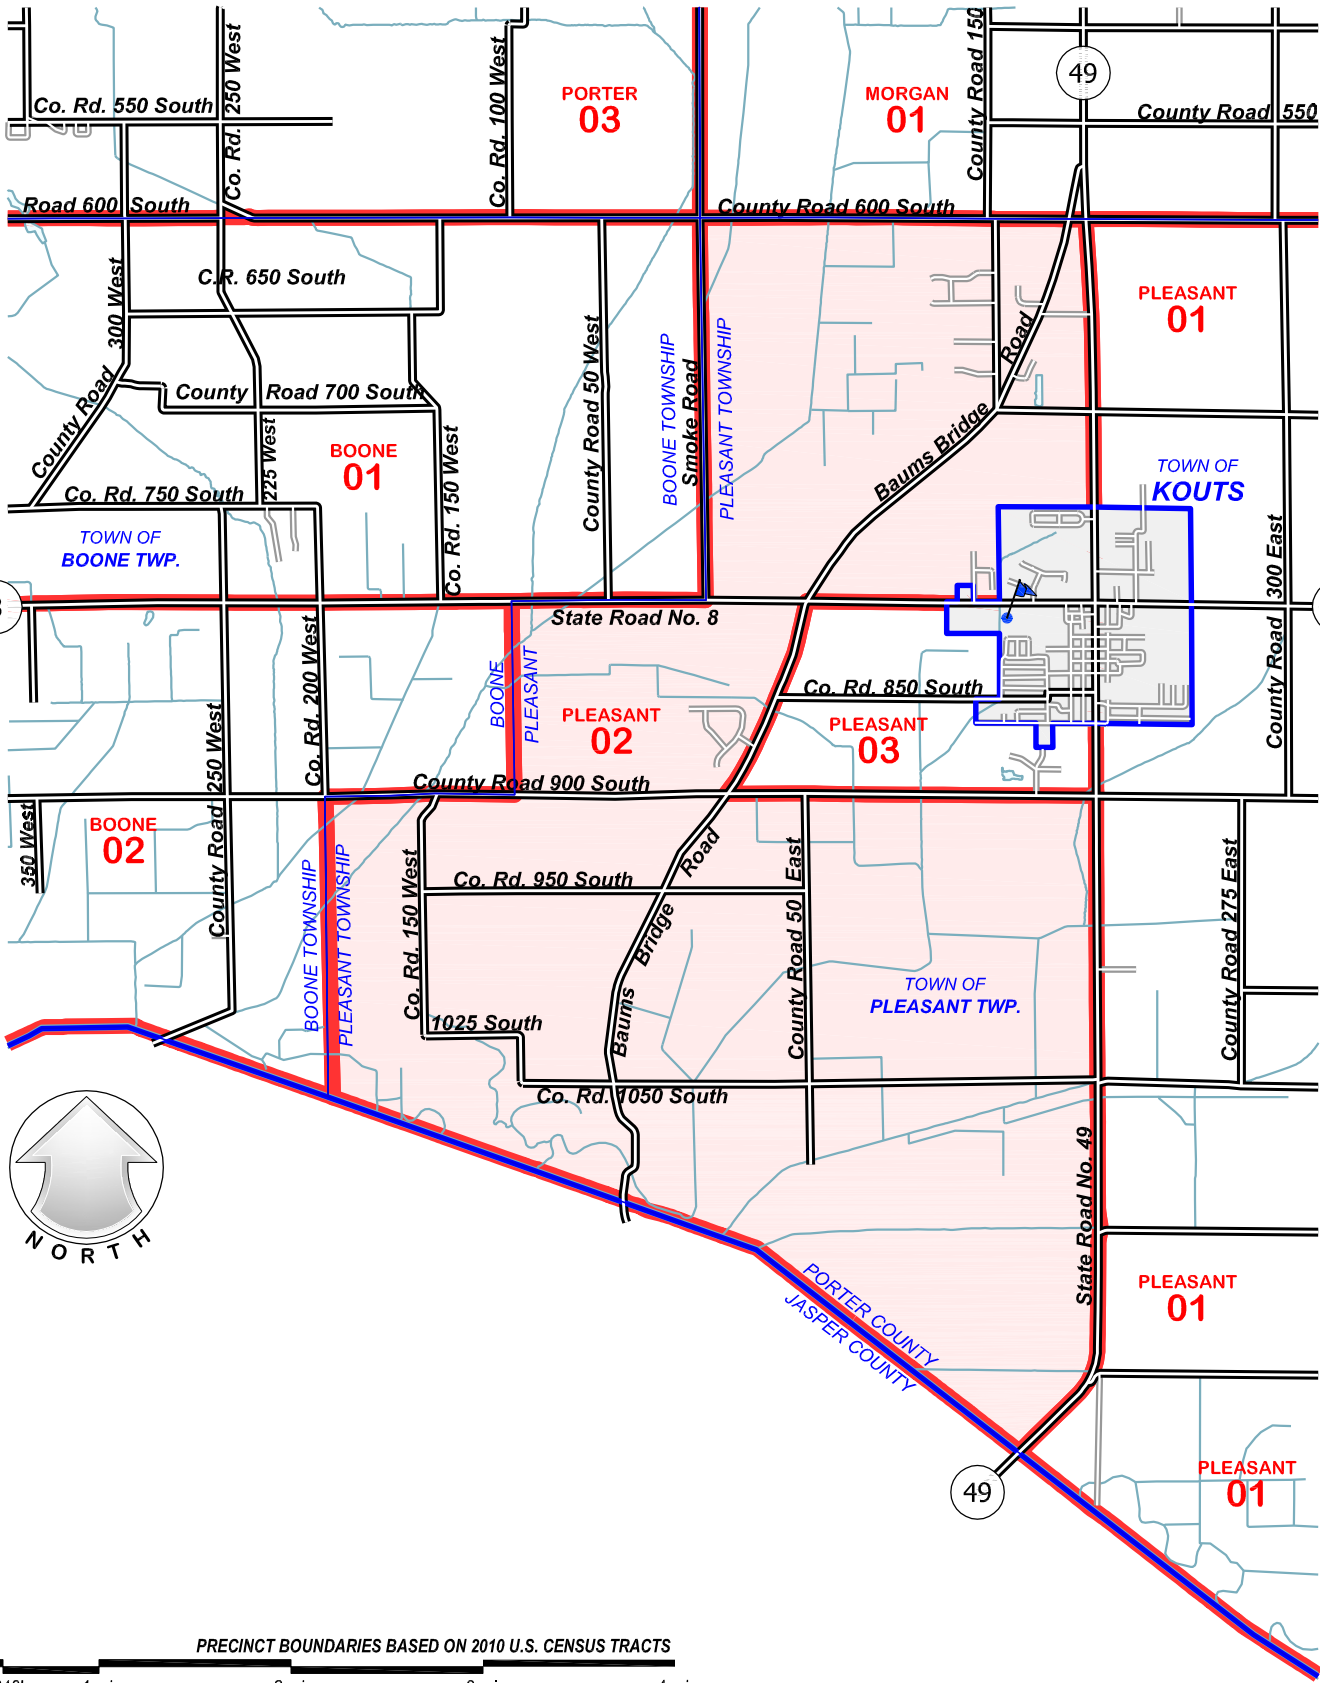 Co. Rd. 550 South
Co. Rd. 250 West
Co. Rd. 100 West
PORTER
03
MORGAN
01
County Road 150
49
County Road 550
Road 600 South
County Road 600 South
300 West
C.R. 650 South
County Road 700 South
County Road
225 West
BOONE
01
Co. Rd. 150 West
County Road 50 West
BOONE TOWNSHIP
Smoke Road
PLEASANT TOWNSHIP
Baums Bridge Road
PLEASANT
01
TOWN OF
KOUTS
Co. Rd. 750 South
TOWN OF
BOONE TWP.
State Road No. 8
County Road 300 East
Co. Rd. 200 West
BOONE
PLEASANT
PLEASANT
02
Co. Rd. 850 South
PLEASANT
03
County Road 900 South
350 West
BOONE
02
County Road 250 West
BOONE TOWNSHIP
PLEASANT TOWNSHIP
Co. Rd. 150 West
Co. Rd. 950 South
Baums Bridge Road
County Road 50 East
TOWN OF
PLEASANT TWP.
County Road 275 East
1025 South
Co. Rd. 1050 South
State Road No. 49
NORTH
PORTER COUNTY
JASPER COUNTY
PLEASANT
01
49
PLEASANT
01
PRECINCT BOUNDARIES BASED ON 2010 U.S. CENSUS TRACTS